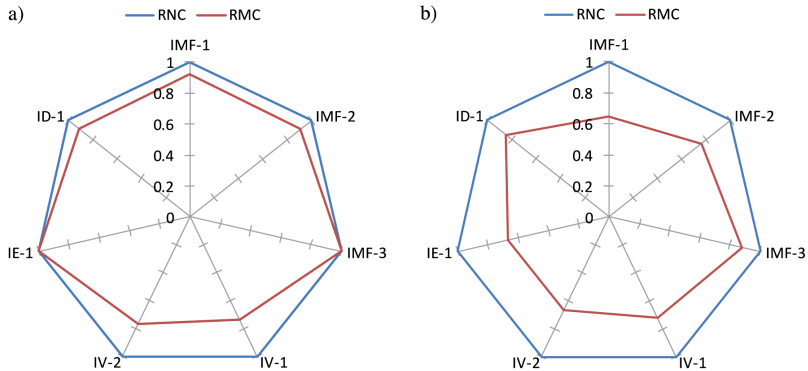 a)
RNC RMC
IMF-1
1
0.8
0.6
0.4
0.2
0
IMF-2
IMF-3
IV-1
IV-2
IE-1
ID-1
b)
RNC RMC
IMF-1
1
0.8
0.6
0.4
0.2
0
IMF-2
IMF-3
IV-1
IV-2
IE-1
ID-1